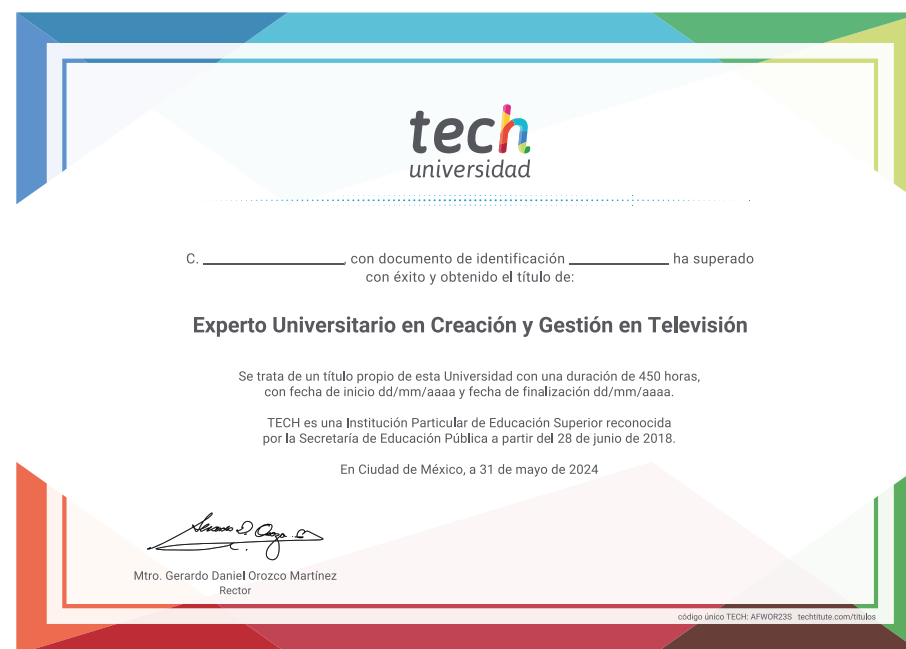 tech
universidad
C. ____________, con documento de identificación ____________ ha superado
con éxito y obtenido el título de:
Experto Universitario en Creación y Gestión en Televisión
Se trata de un título propio de esta Universidad con una duración de 450 horas,
con fecha de inicio dd/mm/aaaa y fecha de finalización dd/mm/aaaa.
TECH es una Institución Particular de Educación Superior reconocida
por la Secretaría de Educación Pública a partir del 28 de junio de 2018.
En Ciudad de México, a 31 de mayo de 2024
Mtro. Gerardo Daniel Orozco Martínez
Rector
código único TECH: AFWOR23S techtitute.com/titulos